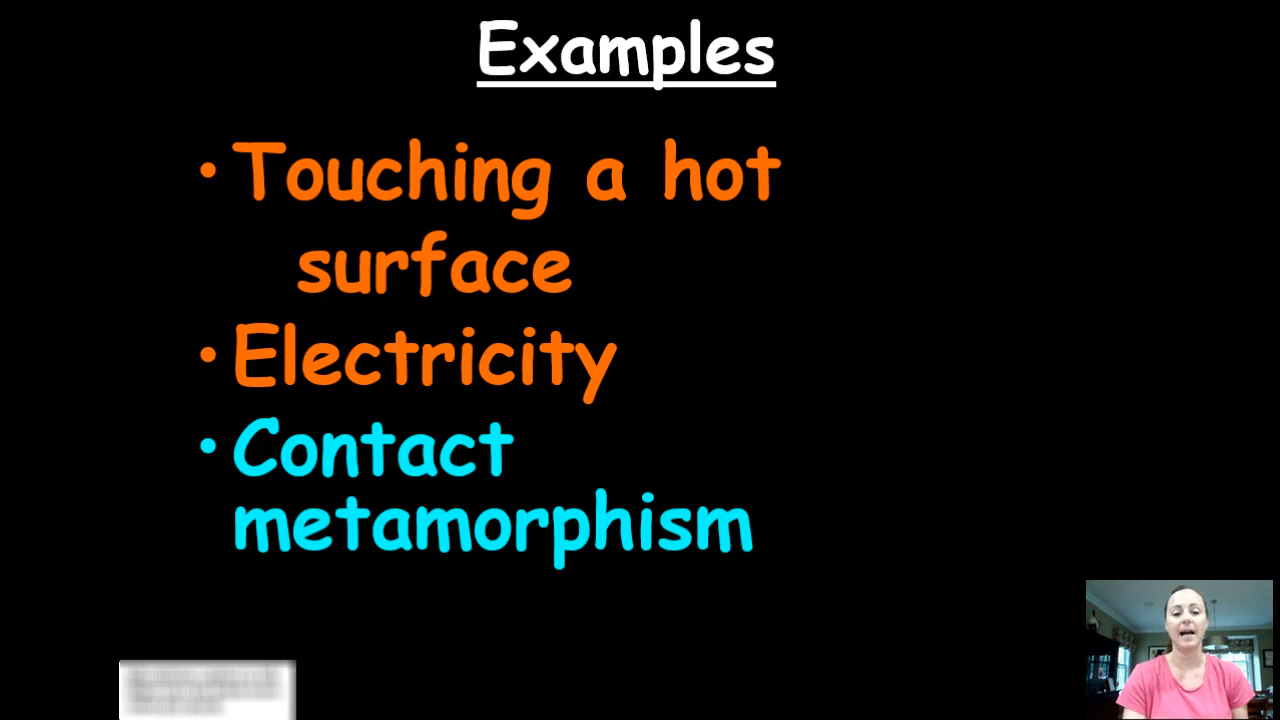 Examples
• Touching a hot
surface
• Electricity
• Contact
metamorphism